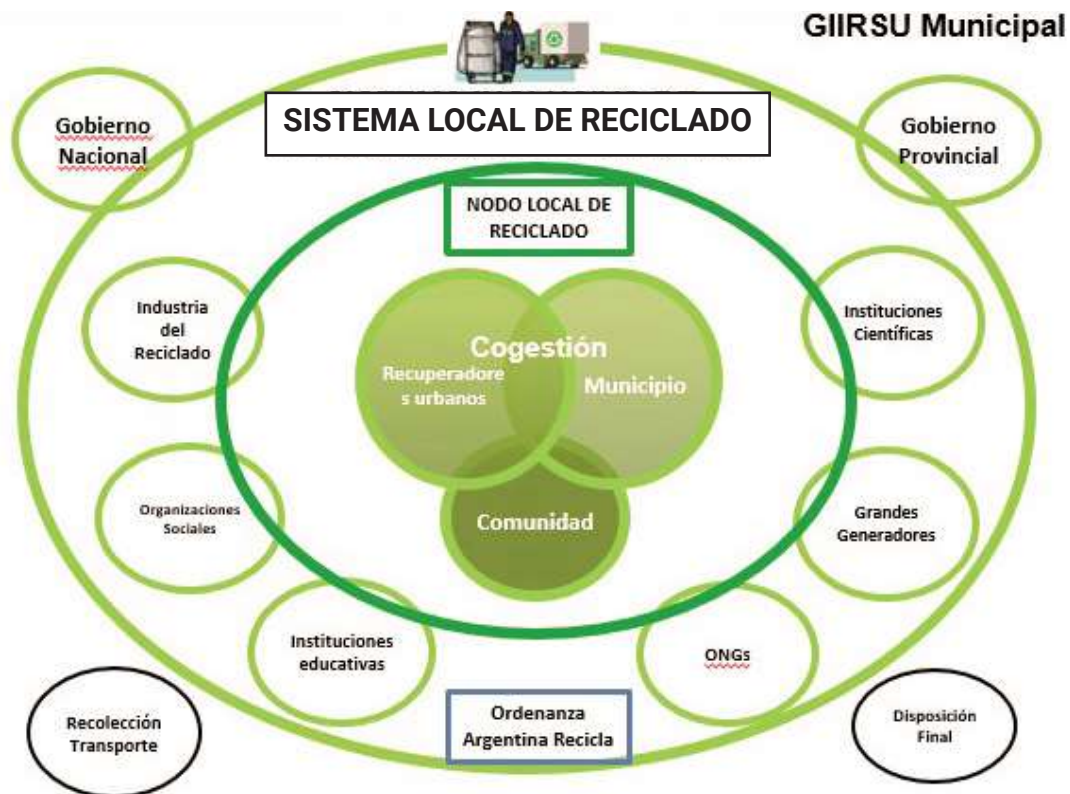 GIIRSU Municipal
SISTEMA LOCAL DE RECICLADO
Gobierno
Nacional
Gobierno
Provincial
NODO LOCAL DE
RECICLADO
Industria
del
Reciclado
Instituciones
Científicas
Cogestión
Recuperadore
s urbanos
Municipio
Organizaciones
Sociales
Comunidad
Grandes
Generadores
Instituciones
educativas
ONGs
Recolección
Transporte
Ordenanza
Argentina Recicla
Disposición
Final